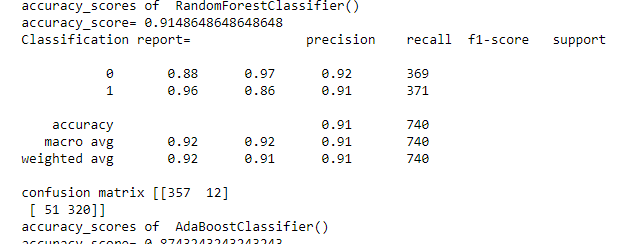 accuracy_scores of  RandomForestClassifier()
accuracy_score= 0.9148648648648648
Classification report=               precision    recall  f1-score   support

           0       0.88      0.97      0.92       369
           1       0.96      0.86      0.91       371

    accuracy                           0.91       740
   macro avg       0.92      0.92      0.91       740
weighted avg       0.92      0.91      0.91       740

confusion matrix [[357  12]
 [ 51 320]]
accuracy_scores of  AdaBoostClassifier()
accuracy_score= 0.8743243243243243